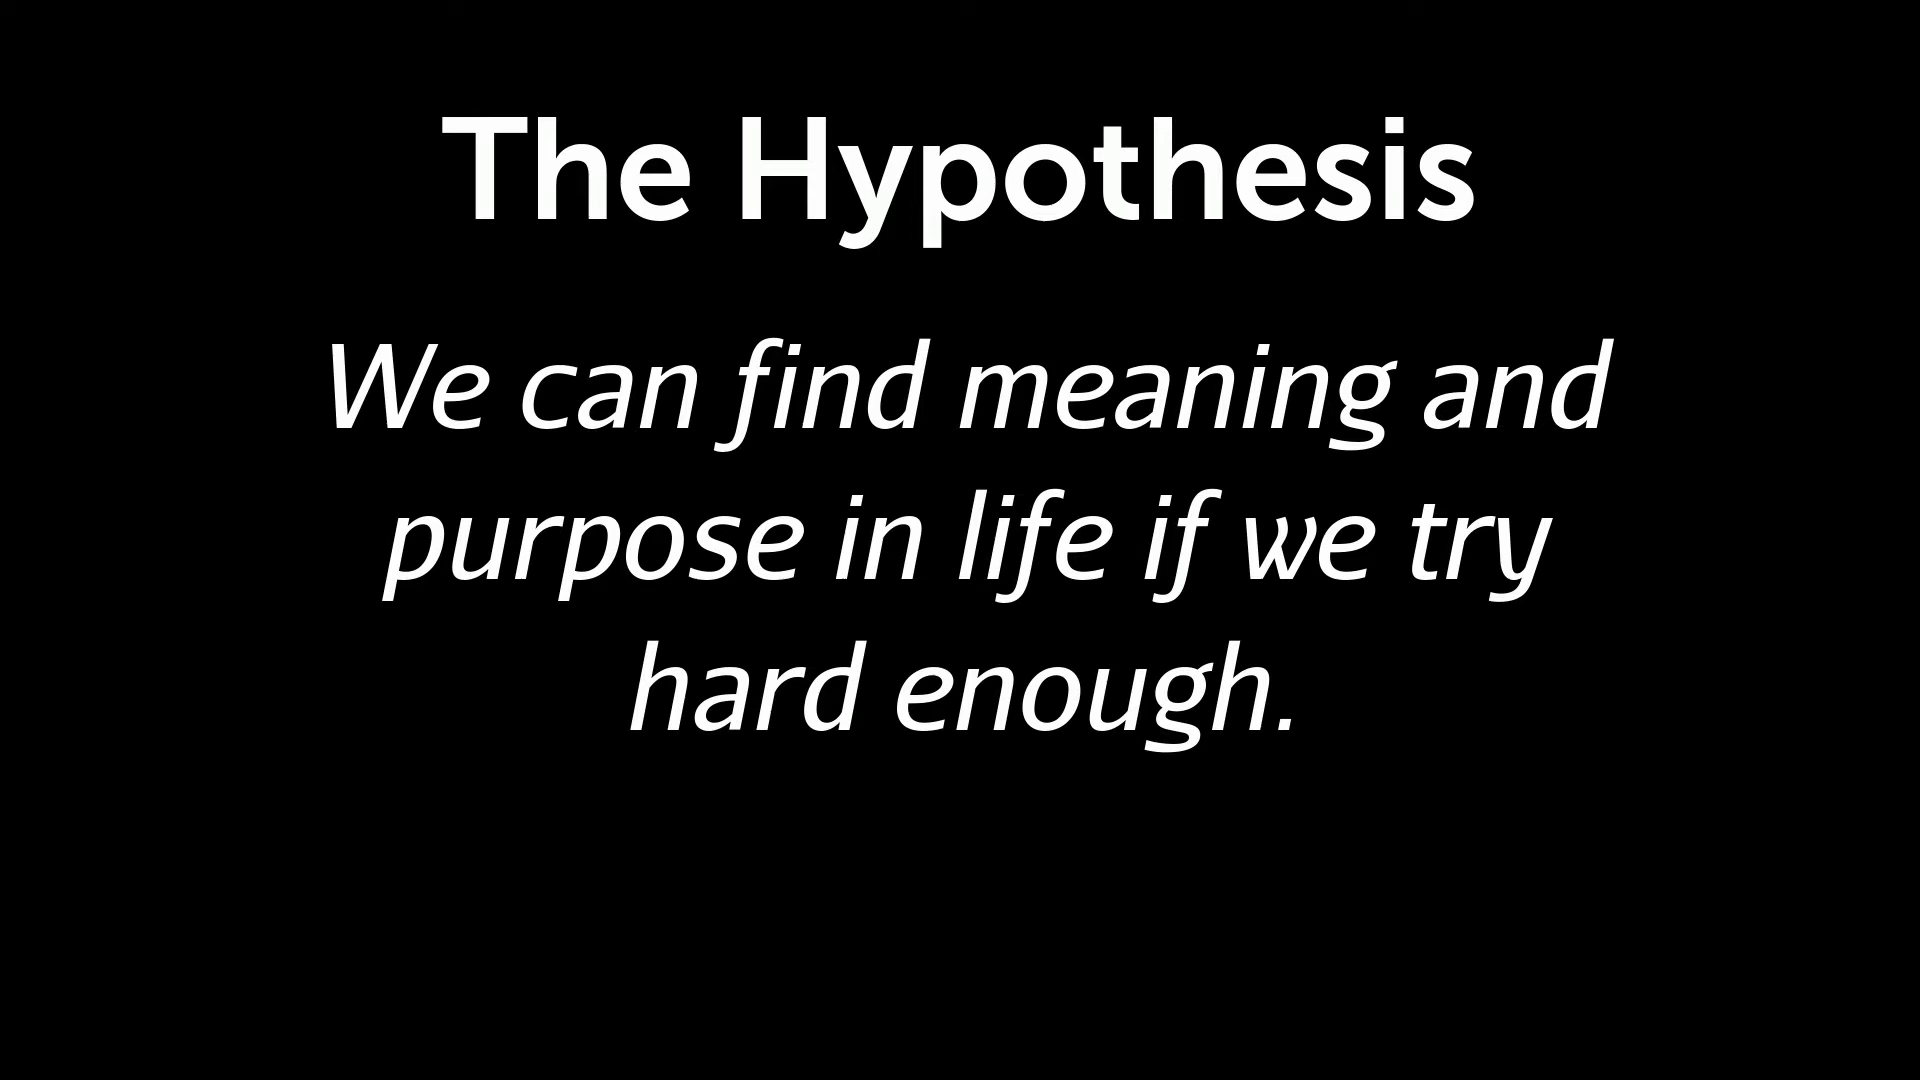 The Hypothesis
We can find meaning and
purpose in life if we try
hard enough.